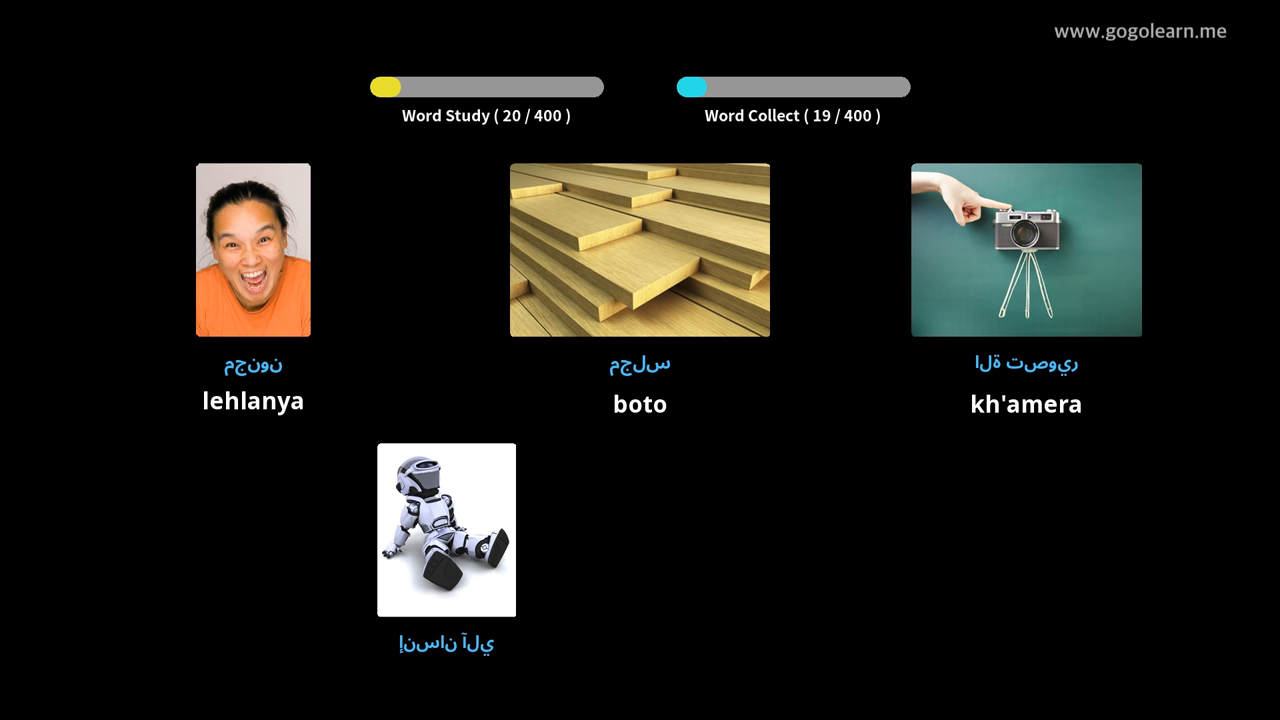 www.gogolearn.me
Word Study ( 20 / 400 )
Word Collect ( 19 / 400 )
مجنون
lehlanya
مجلس
boto
الة تصوير
kh'amera
إنسان آلي